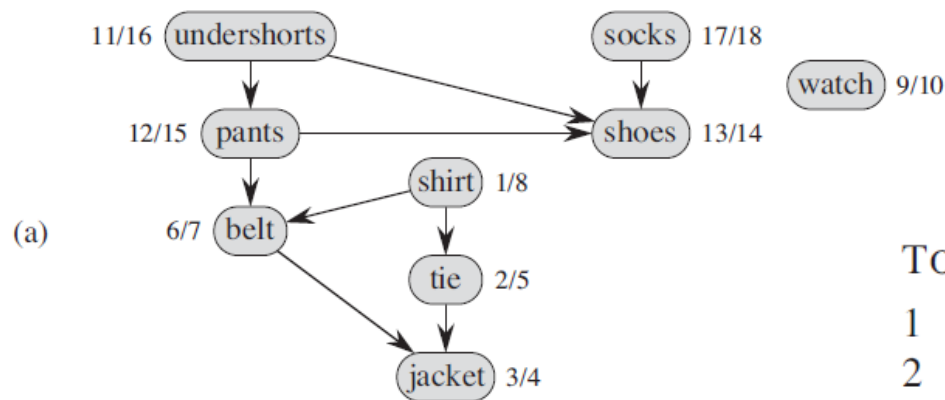 11/16 undershorts socks 17/18
watch 9/10
12/15 pants shoes 13/14
shirt 1/8
(a) 6/7 belt
tie 2/5
TO
1
jacket 3/4
2